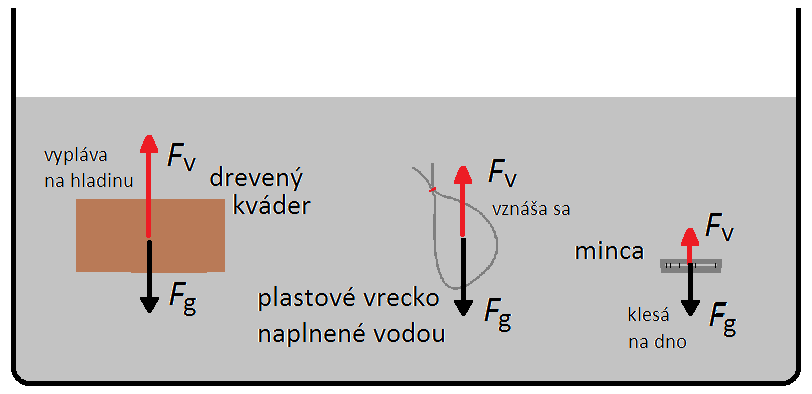 vypláva
na hladinu
Fv
drevený
kváder
Fg
Fv
vznáša sa
plastové vrecko
naplnené vodou
Fg
Fv
minca
klesá
na dno
Fg